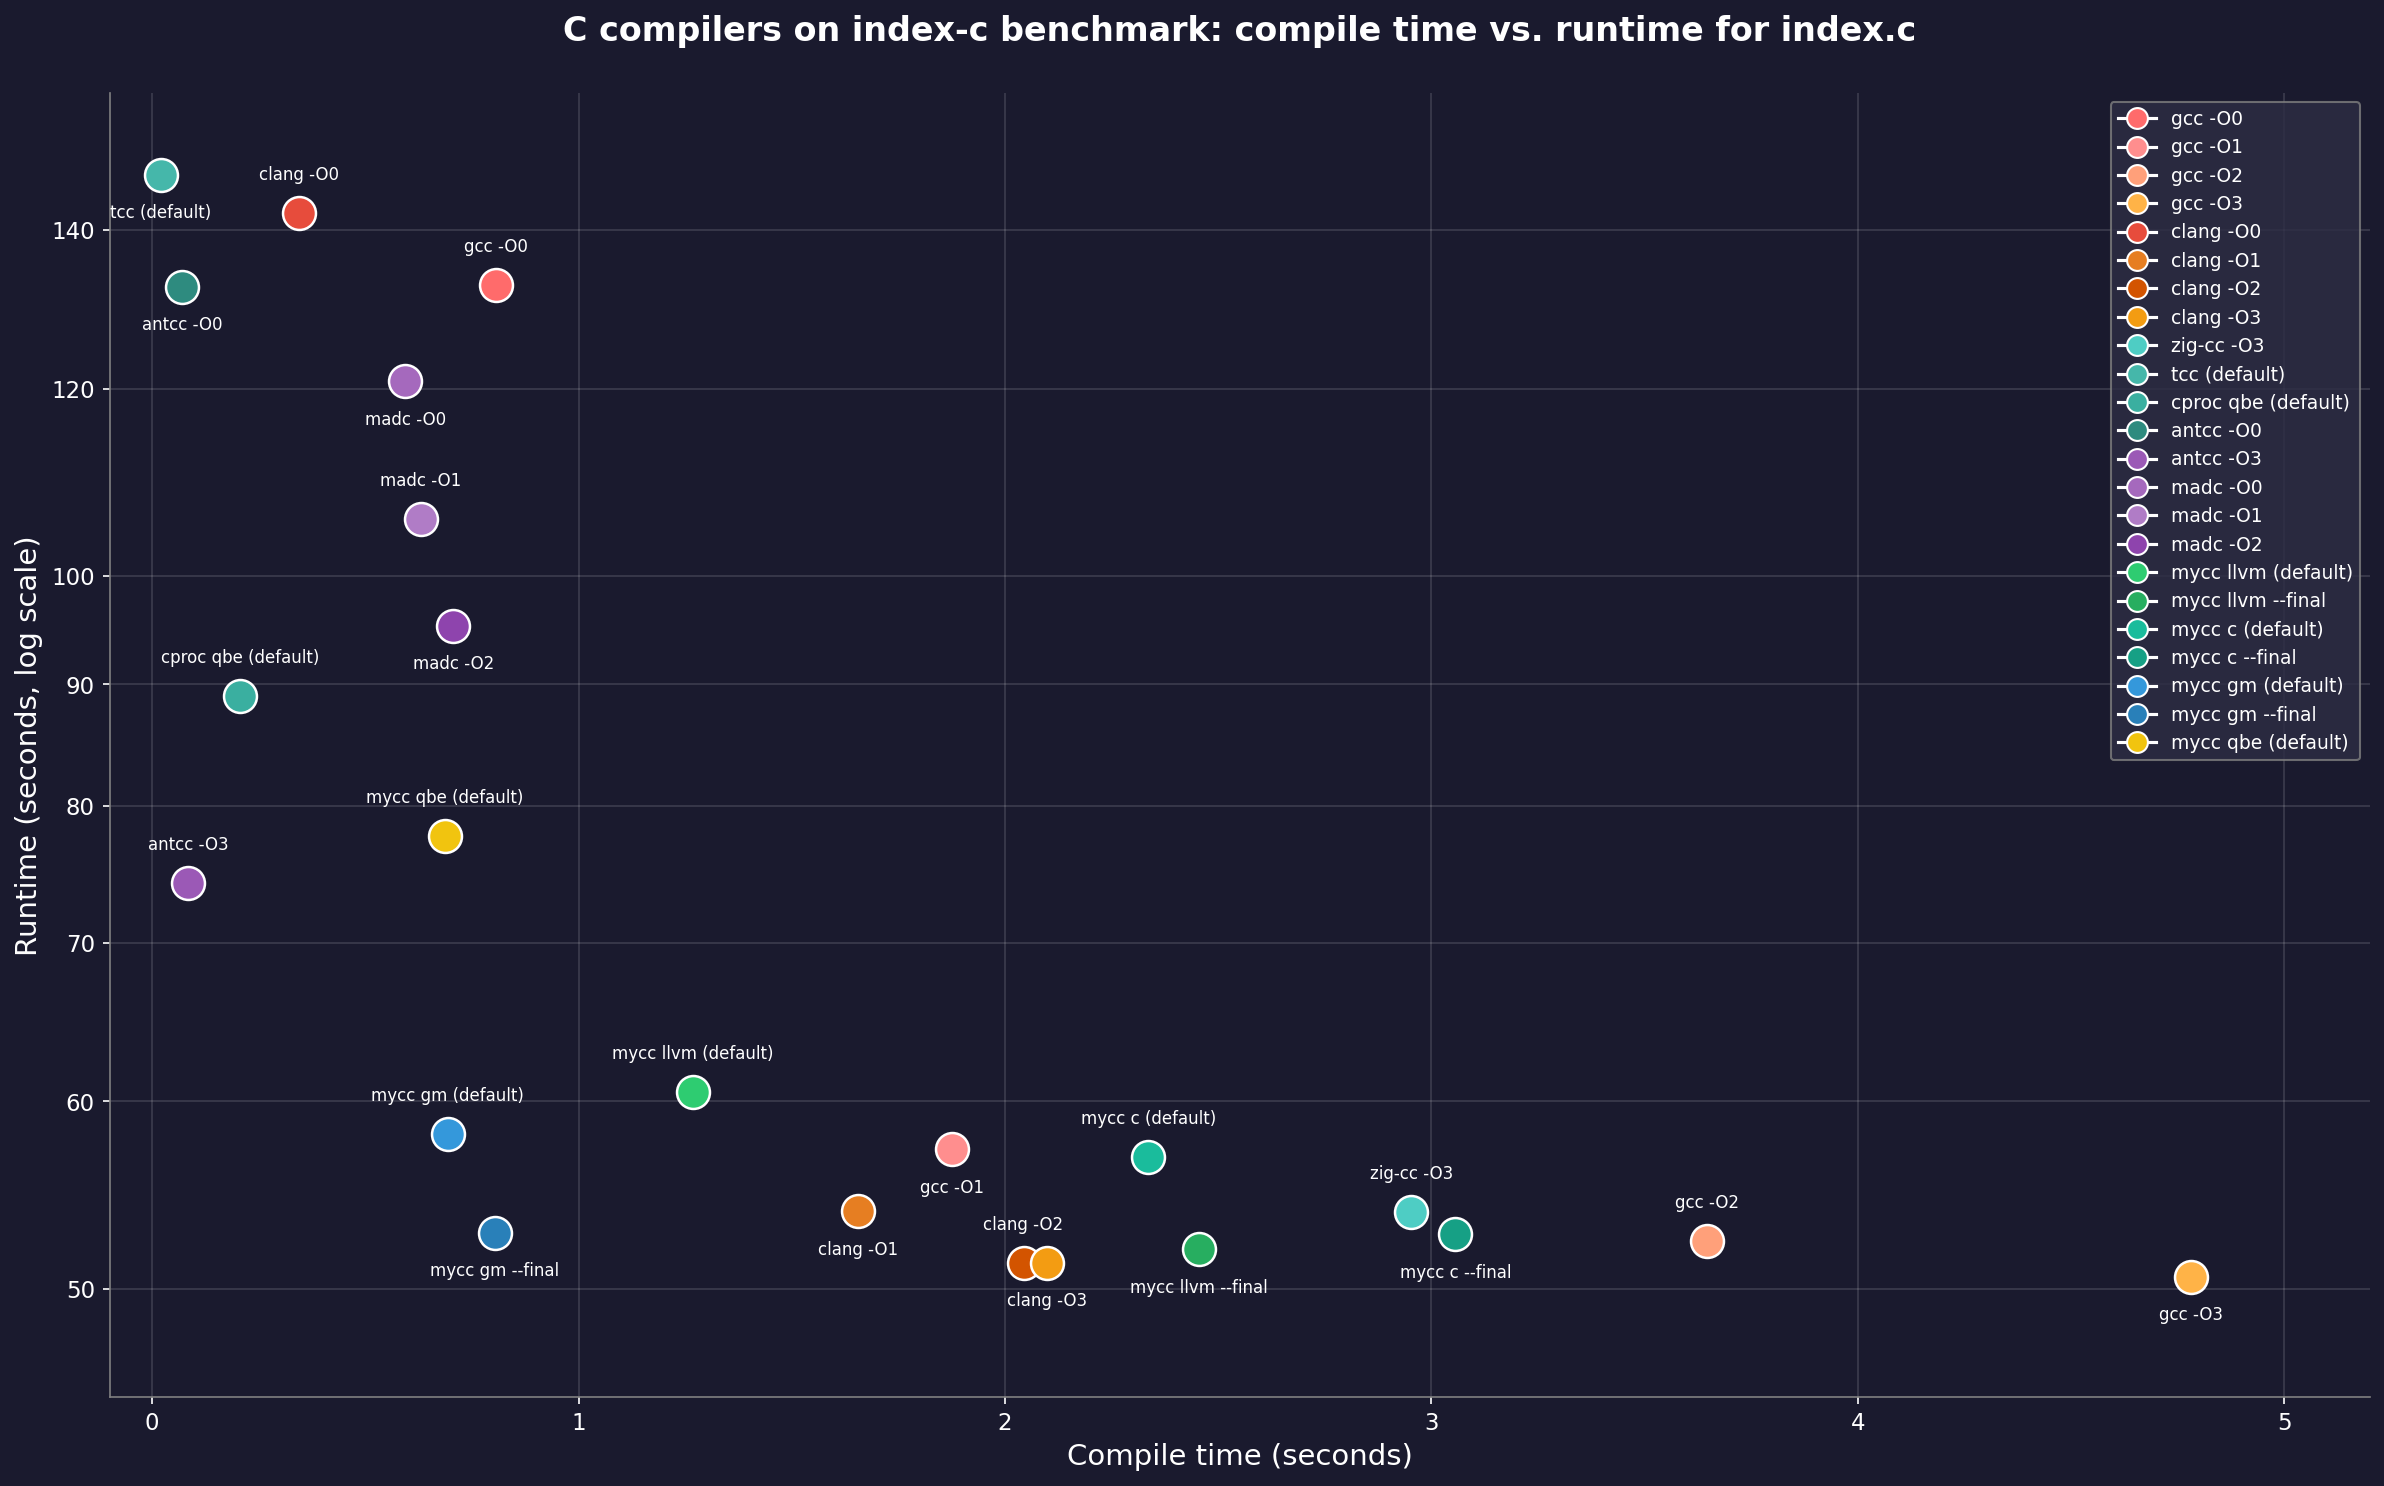 C compilers on index-c benchmark: compile time vs. runtime for index.c
Runtime (seconds, log scale)
140
120
100
90
80
70
60
50
tcc (default)
clang -O0
gcc -O0
antcc -O0
madc -O0
madc -O1
madc -O2
cproc qbe (default)
mycc qbe (default)
antcc -O3
mycc llvm (default)
mycc gm (default)
mycc c (default)
gcc -O1
zig-cc -O3
gcc -O2
clang -O2
clang -O1
mycc gm --final
mycc c --final
mycc llvm --final
clang -O3
gcc -O3
gcc -O0
gcc -O1
gcc -O2
gcc -O3
clang -O0
clang -O1
clang -O2
clang -O3
zig-cc -O3
tcc (default)
cproc qbe (default)
antcc -O0
antcc -O3
madc -O0
madc -O1
madc -O2
mycc llvm (default)
mycc llvm --final
mycc c (default)
mycc c --final
mycc gm (default)
mycc gm --final
mycc qbe (default)
0 1 2 3 4 5
Compile time (seconds)